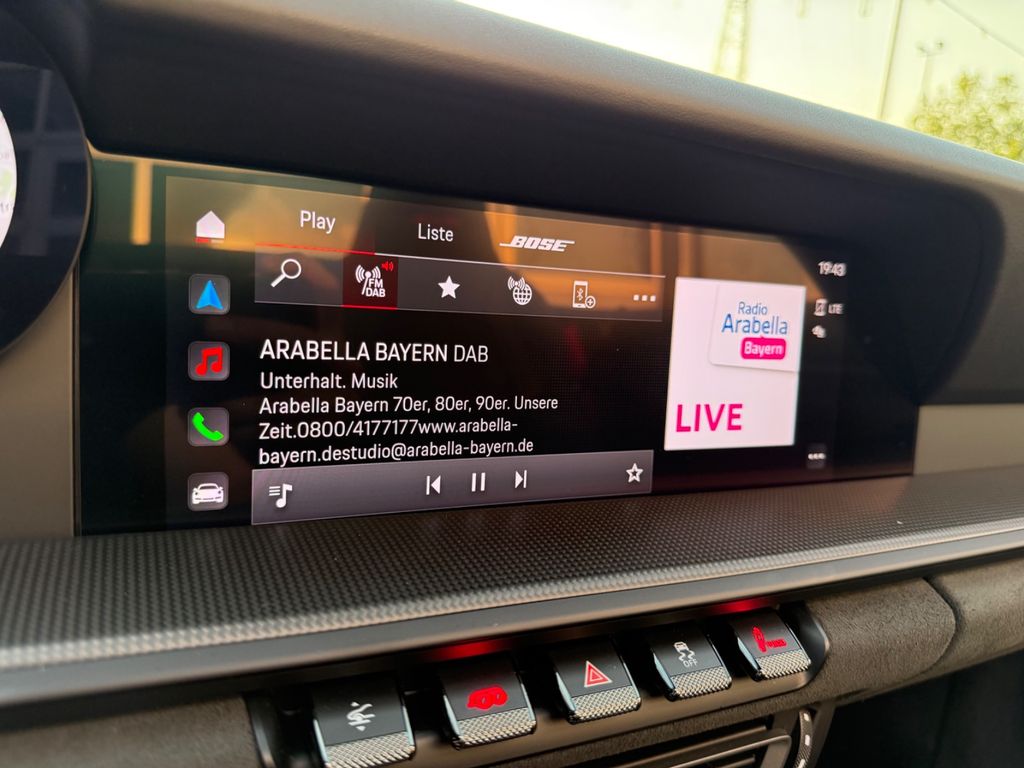 Play
Liste
BOSE
19:43
FM
DAB
LTE
ARABELLA BAYERN DAB
Unterhalt. Musik
Arabella Bayern 70er, 80er, 90er. Unsere
Zeit.0800/4177177www.arabella-
bayern.destudio@arabella-bayern.de
Radio
Arabella
Bayern
LIVE
OFF